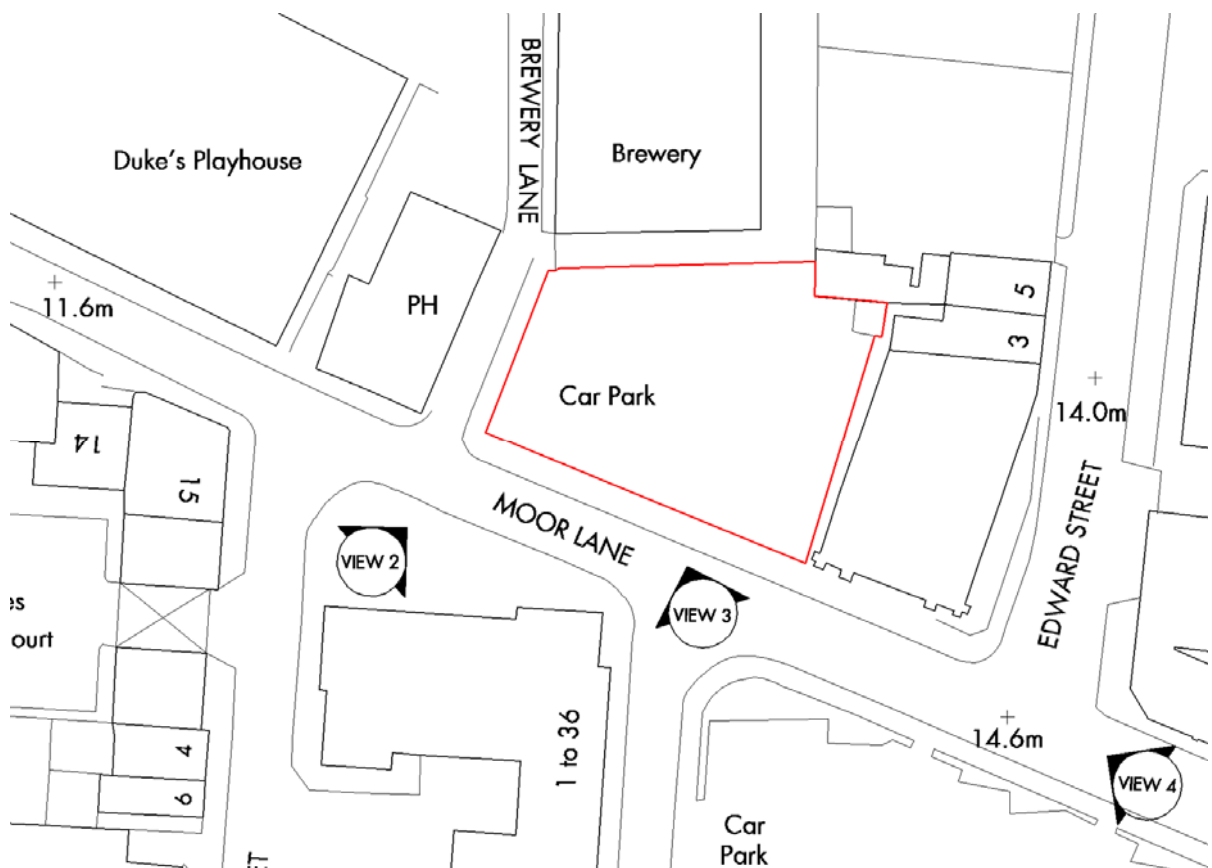 BREWERY LANE
Brewery
Duke's Playhouse
11.6m
PH
5
3
Car Park
14.0m
14
15
MOOR LANE
VIEW 2
VIEW 3
EDWARD STREET
es
ourt
1 to 36
4
6
14.6m
VIEW 4
Car
Park
ET